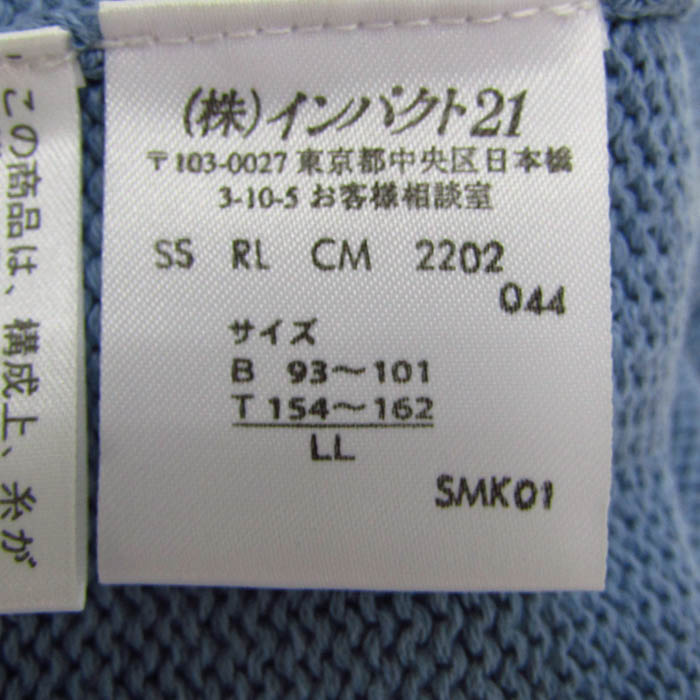 (株)インパクト21
〒103-0027 東京都中央区日本橋
3-10-5 お客様相談室
SS RL CM 2202
044
サイズ
B 93〜101
T 154〜162
LL
SMK01
この商品は、構成上、糸が